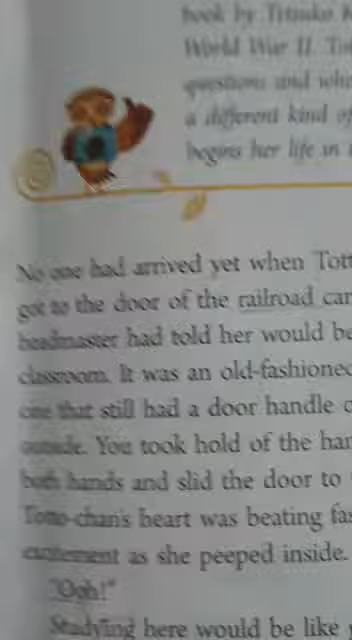 book by Tetsuko K
World War II. To
questions and who
a different kind of
begins her life in
No one had arrived yet when Tott
got to the door of the railroad car
headmaster had told her would be
classroom. It was an old-fashioned
one that still had a door handle o
outside. You took hold of the han
both hands and slid the door to
Totto-chan's heart was beating fas
excitement as she peeped inside.
"Ooh!"
Studying here would be like